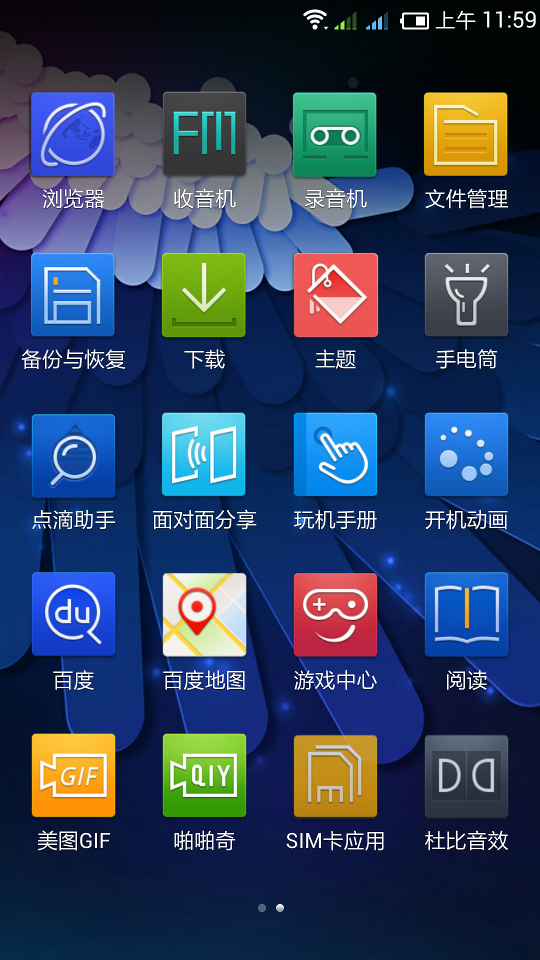 上午 11:59
FM
浏览器 收音机 录音机 文件管理
备份与恢复 下载 主题 手电筒
点滴助手 面对面分享 玩机手册 开机动画
du
百度 百度地图 游戏中心 阅读
GIF QIY
美图GIF 啪啪奇 SIM卡应用 杜比音效